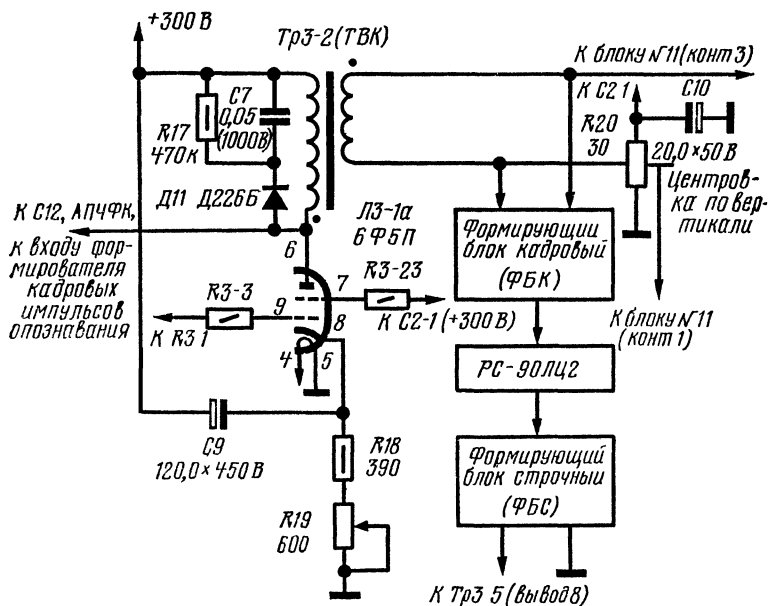 +300 В
Тр3-2(ТВК)
К блоку N11(конт 3)
К С2 1
С10
С7
0,05
(1000В)
R17
470к
R20
30
20,0×50 В
Центров-
ка по вер-
тикали
Д11 Д226Б
К С12, АПЧФК,
к входу фор-
мирователя
кадровых
импульсов
опознавания
Л3-1а
6Ф5П
6
7
R3-23
9
8
R3-3
К R3 1
К С2-1 (+300 В)
4
5
Формирующий
блок кадровый
(ФБК)
К блоку N11
(конт 1)
РС-90ЛЦ2
С9
120,0×450 В
R18
390
R19
600
Формирующий
блок строчный
(ФБС)
К Тр3 5 (вывод 8)